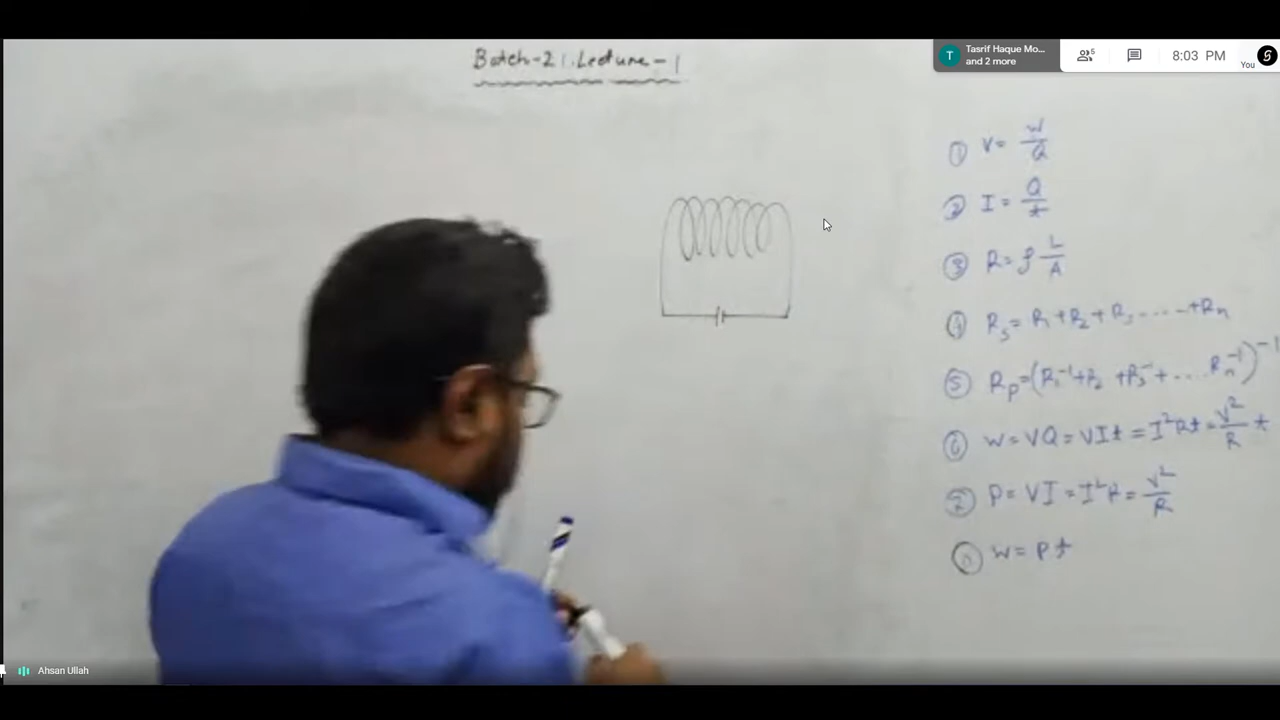 Batch-21.Lecture-1
Tasrif Haque Mo...
and 2 more
5
8:03 PM
You
① V = W/Q
② I = Q/t
③ R = ρ L/A
④ Rs = R1 + R2 + R3 ..... + Rn
⑤ Rp = (R1⁻¹ + R2 + R3⁻¹ + .... Rn⁻¹)⁻¹
⑥ W = VQ = VIt = I²Rt = V²/R t
⑦ P = VI = I²R = V²/R
W = Pt
Ahsan Ullah